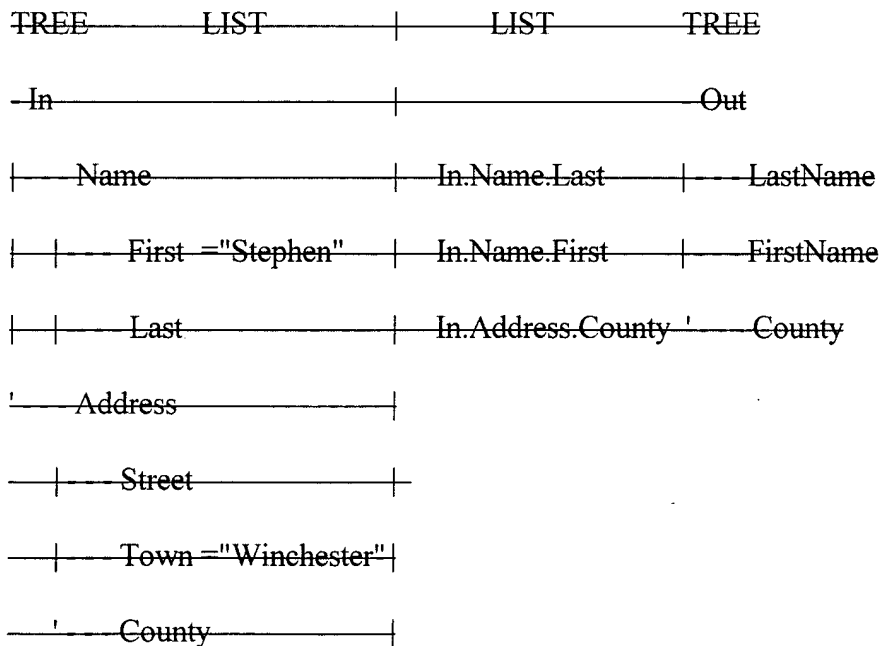 TREE LIST | LIST TREE
- In | - Out
|- - - Name | In.Name.Last |- - - LastName
| |- - - First ="Stephen" | In.Name.First |- - - FirstName
| |- - - Last | In.Address.County '- - - County
'- - - Address |
|- - - Street |
|- - - Town ="Winchester" |
'- - - County |